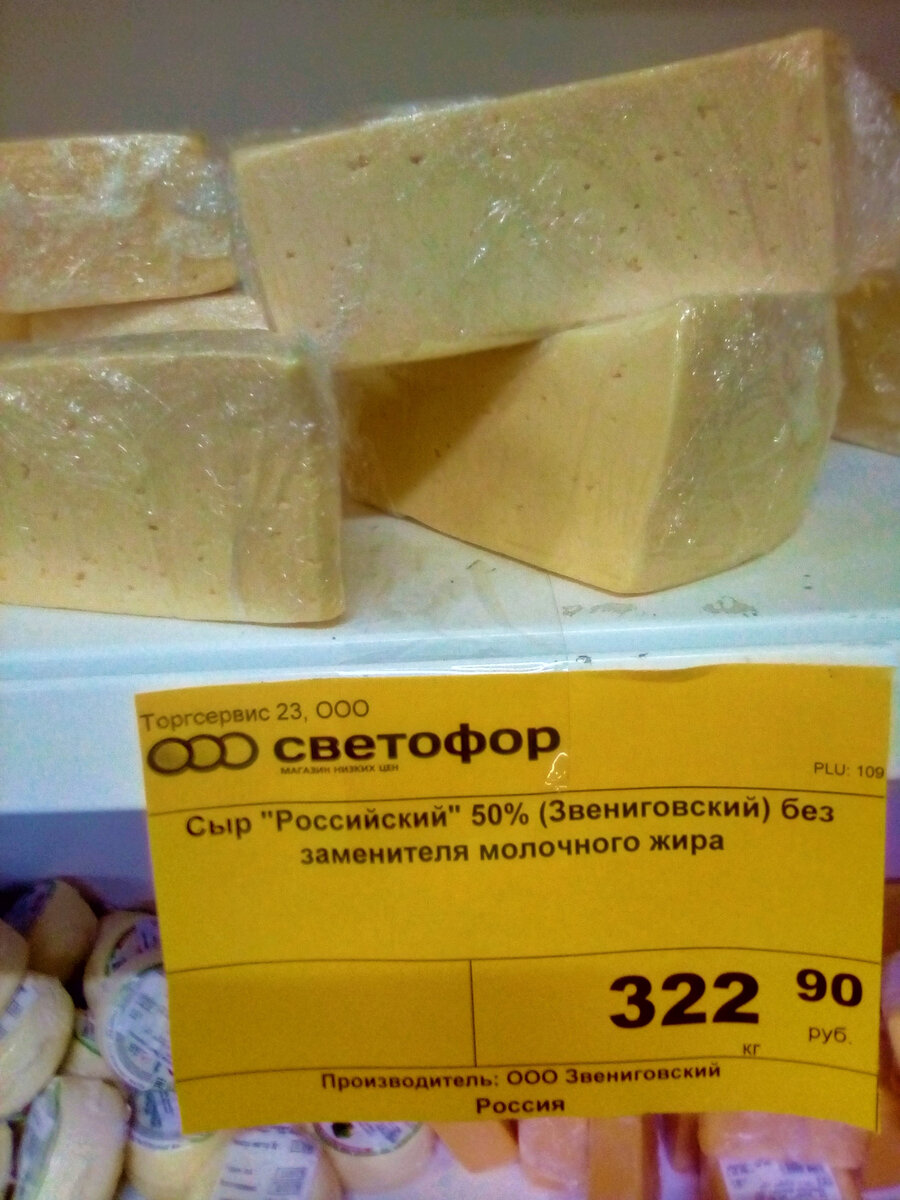 Торгсервис 23, ООО
светофор
МАГАЗИН НИЗКИХ ЦЕН
PLU: 109
Сыр "Российский" 50% (Звениговский) без
заменителя молочного жира
322 90
кг руб.
Производитель: ООО Звениговский
Россия